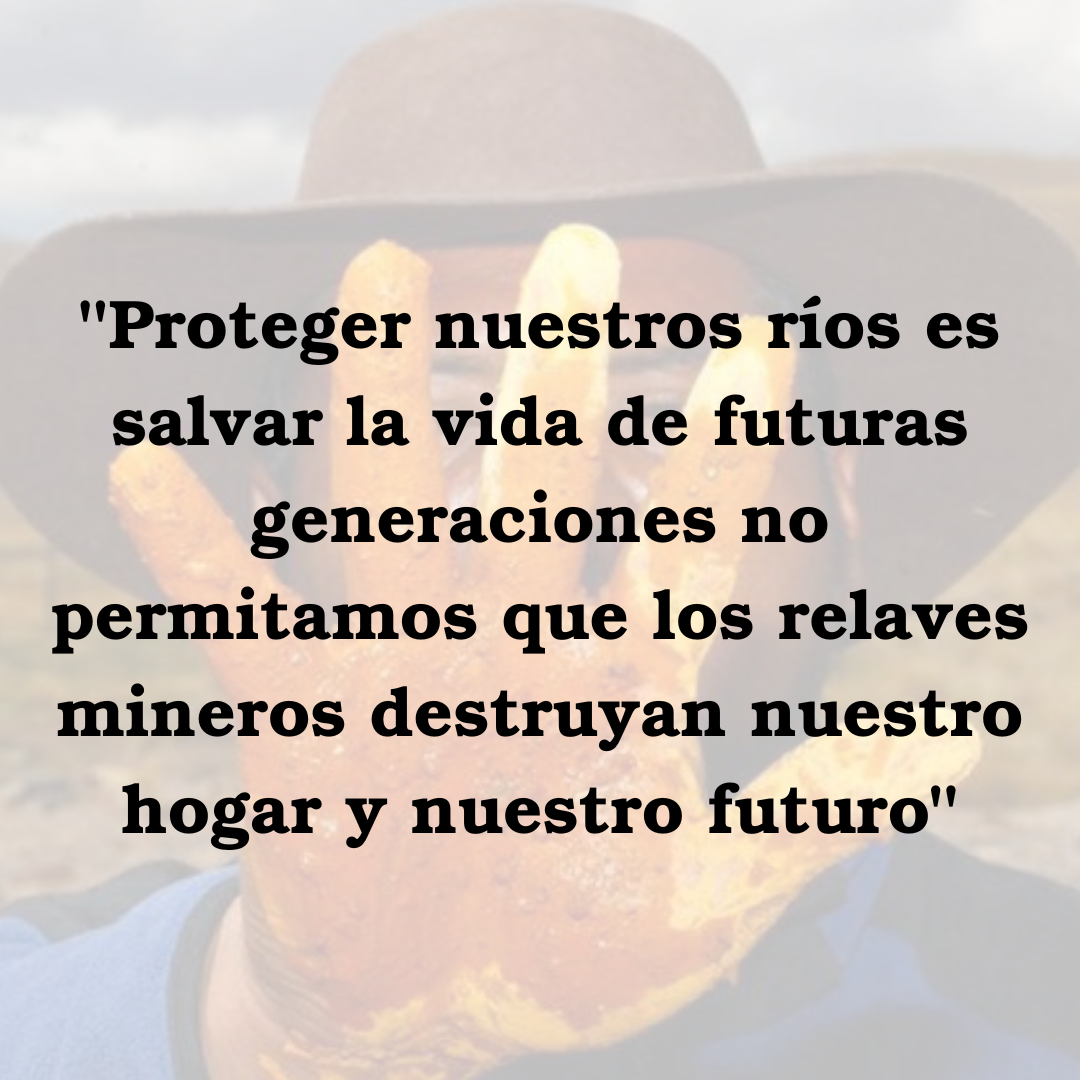 "Proteger nuestros ríos es
salvar la vida de futuras
generaciones no
permitamos que los relaves
mineros destruyan nuestro
hogar y nuestro futuro"